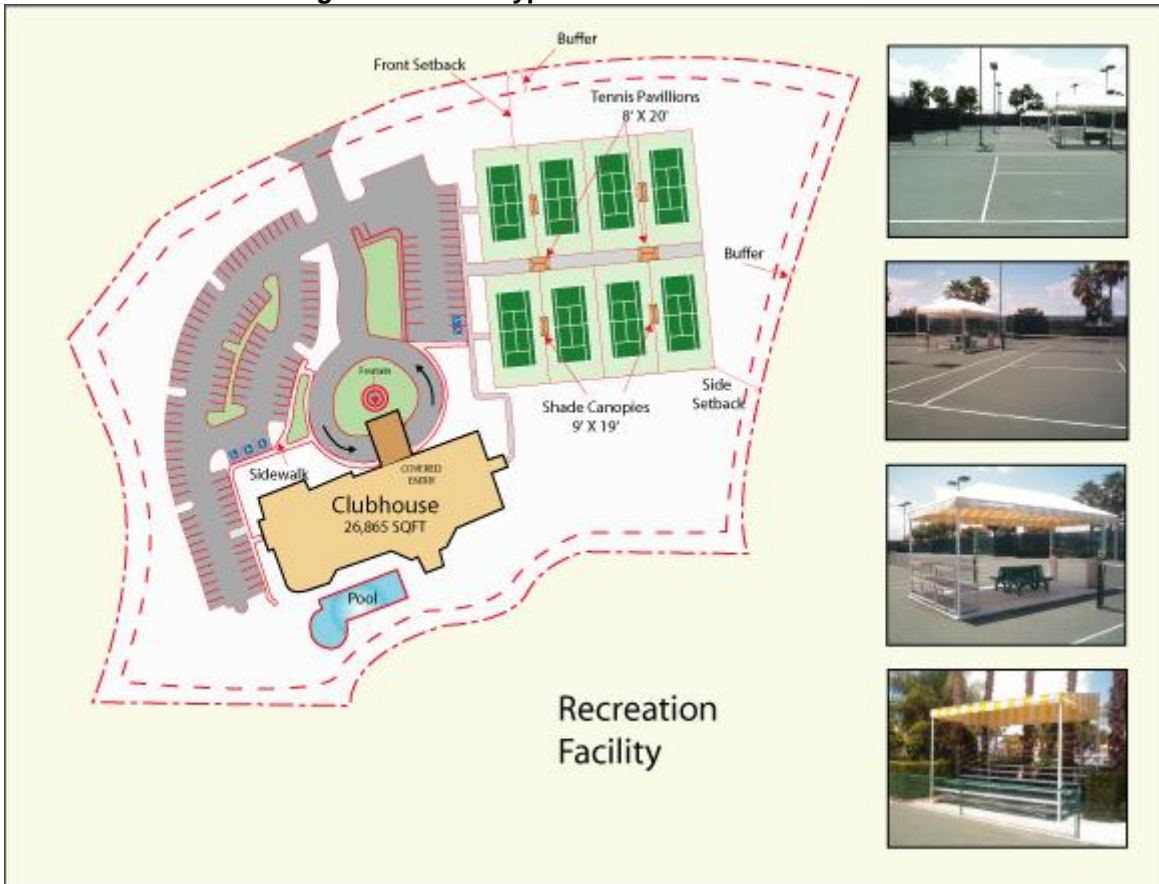 Buffer
Front Setback
Tennis Pavillions
8' X 20'
Buffer
Fountain
Side
Setback
Shade Canopies
9' X 19'
Sidewalk
COVERED
ENTRY
Clubhouse
26,865 SQFT
Pool
Recreation
Facility